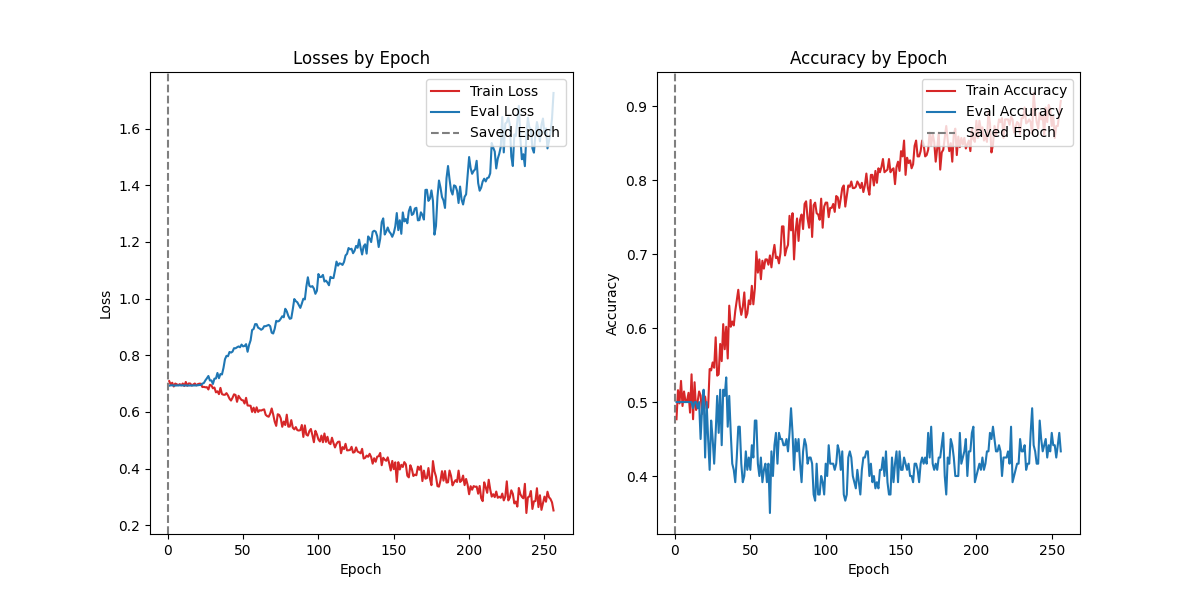 Losses by Epoch
Train Loss
Eval Loss
Saved Epoch
1.6
1.4
1.2
1.0
0.8
0.6
0.4
0.2
Loss
0 50 100 150 200 250
Epoch
Accuracy by Epoch
Train Accuracy
Eval Accuracy
Saved Epoch
0.9
0.8
0.7
0.6
0.5
0.4
Accuracy
0 50 100 150 200 250
Epoch